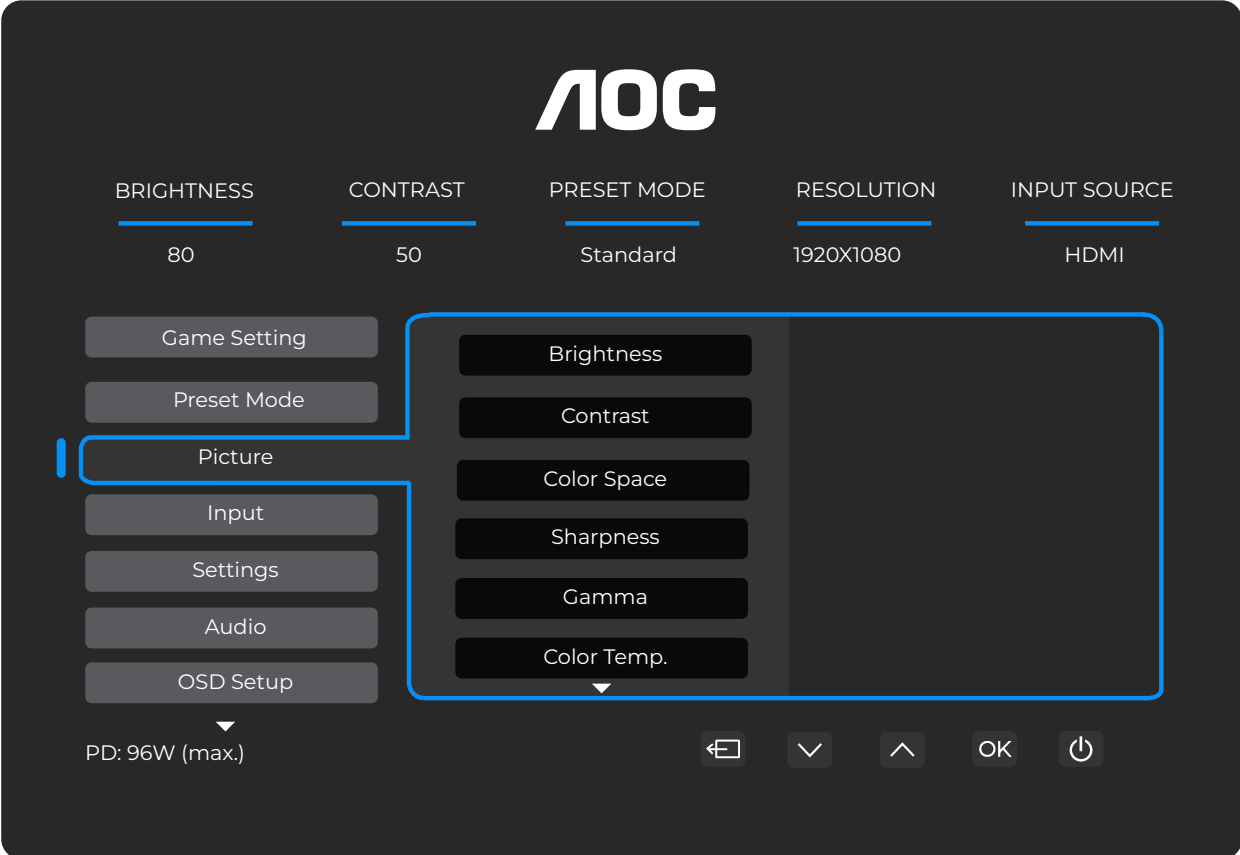 AOC
BRIGHTNESS CONTRAST PRESET MODE RESOLUTION INPUT SOURCE
80 50 Standard 1920X1080 HDMI
Game Setting
Preset Mode
Picture
Input
Settings
Audio
OSD Setup
Brightness
Contrast
Color Space
Sharpness
Gamma
Color Temp.
PD: 96W (max.)
OK